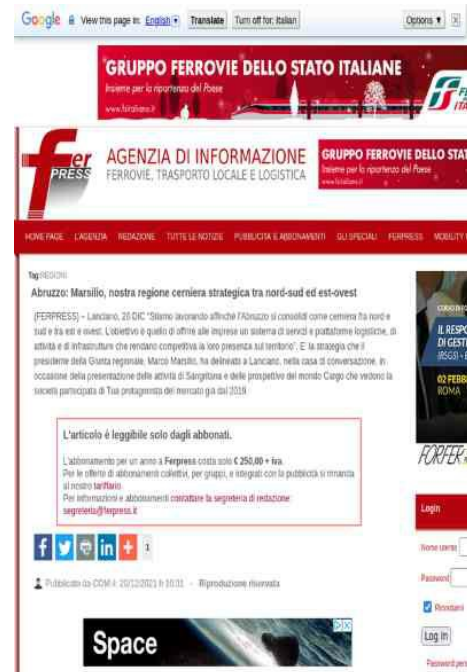 Google View this page in: English Translate Turn off for: Italian Options ▼
GRUPPO FERROVIE DELLO STATO ITALIANE
Insieme per la ripartenza del Paese
www.fsitaliane.it
fer
PRESS
AGENZIA DI INFORMAZIONE
FERROVIE, TRASPORTO LOCALE E LOGISTICA
GRUPPO FERROVIE DELLO STAT
Insieme per la ripartenza del Paese
www.fsitaliane.it
HOME PAGE L'AGENZIA REDAZIONE TUTTE LE NOTIZIE PUBBLICITÀ E ABBONAMENTI GLI SPECIALI FERPRESS MOBILITY
Tag:
Abruzzo: Marsilio, nostra regione cerniera strategica tra nord-sud ed est-ovest
(FERPRESS) – Lanciano, 20 DIC "Stiamo lavorando affinché l'Abruzzo si consolidi come cerniera fra nord e
sud e tra est e ovest. L'obiettivo è quello di offrire alle imprese un sistema di servizi e piattaforme logistiche, di
attività e di infrastrutture che rendano competitiva la loro presenza sul territorio". E' la strategia che il
presidente della Giunta regionale, Marco Marsilio, ha delineato a Lanciano, nella casa di conversazione, in
occasione della presentazione delle attività di Sangritana e delle prospettive del mondo Cargo che vedono la
società partecipata di Tua protagonista del mercato già dal 2019.
L'articolo è leggibile solo dagli abbonati.
L'abbonamento per un anno a Ferpress costa solo € 250,00 + iva.
Per le offerte di abbonamenti collettivi, per gruppi, e integrati con la pubblicità si rimanda
al nostro tariffario.
Per informazioni e abbonamenti contattare la segreteria di redazione:
segreteria@ferpress.it
1
Pubblicato da COM il: 20/12/2021 h 16:01 - Riproduzione riservata
Space
IL RESPO
DI GESTI
02 FEBB
ROMA
FORFER
Login
Nome utente
Password
Ricordami
Log In
Password per